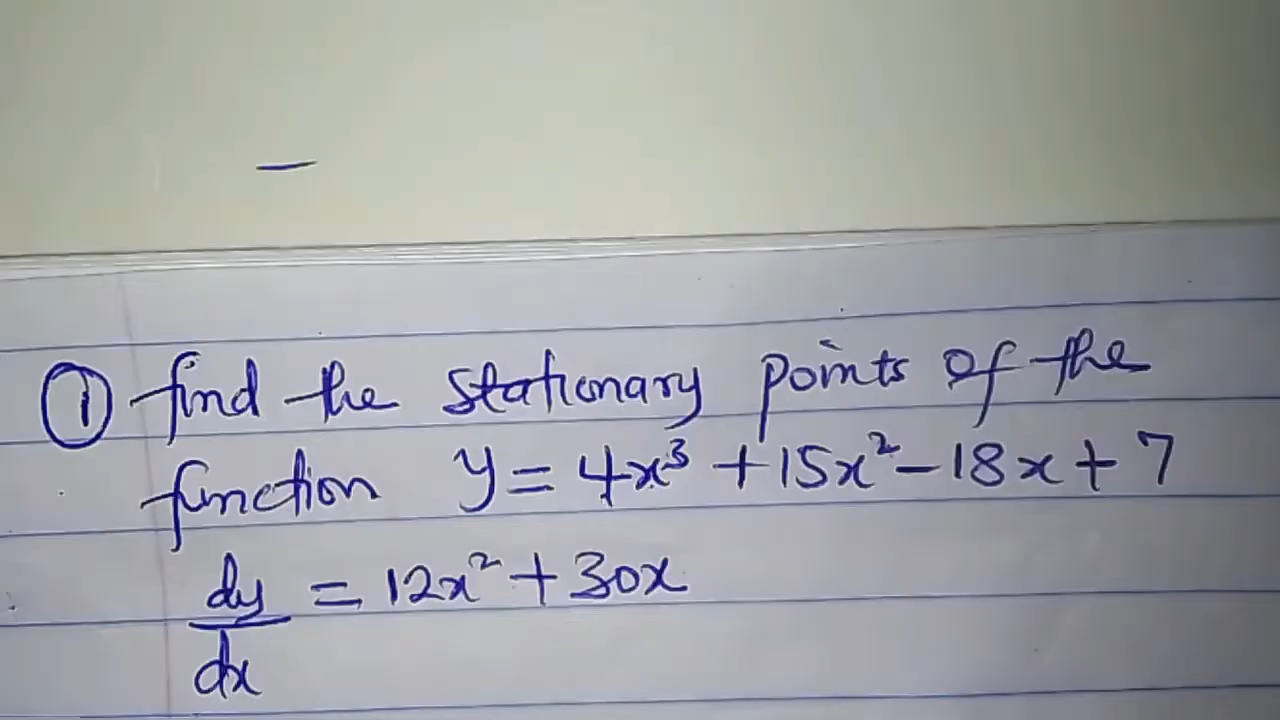 ① find the stationary points of the
function y = 4x³ + 15x² - 18x + 7
dy/dx = 12x² + 30x